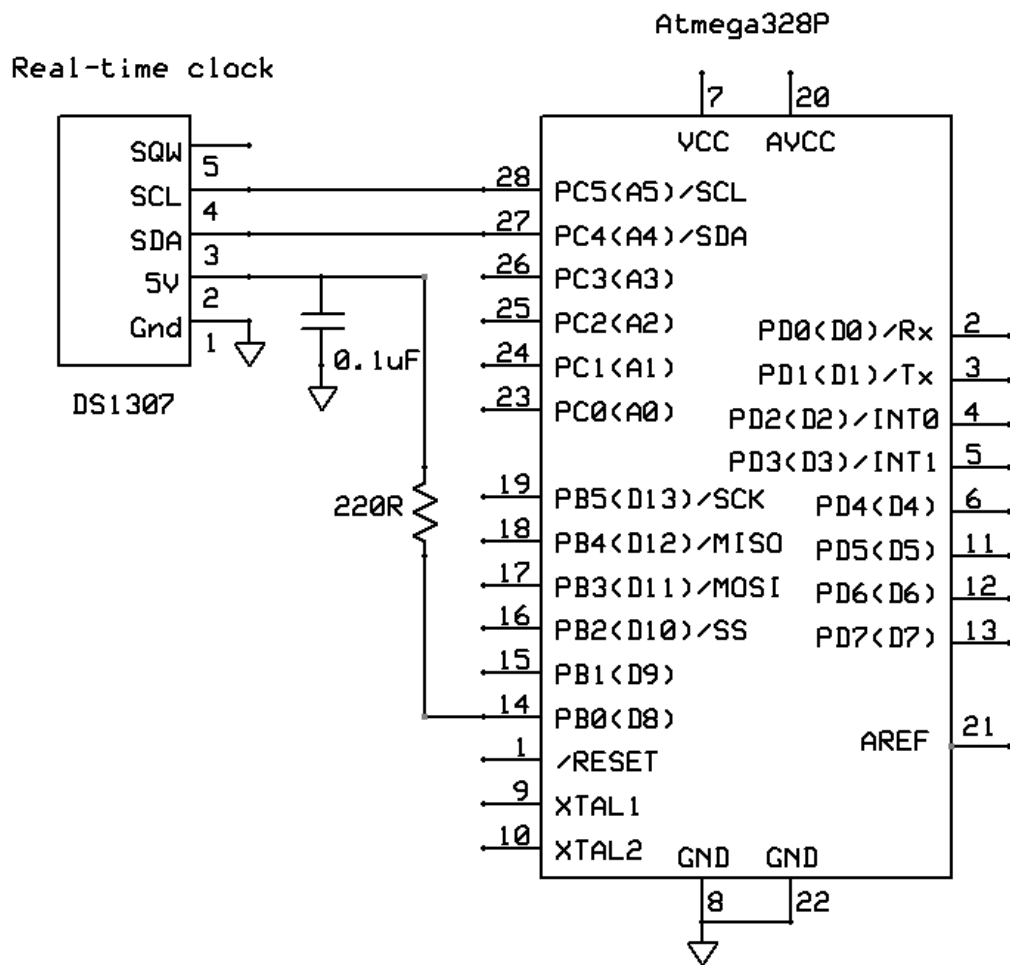 Atmega328P
Real-time clock
7
20
VCC
AVCC
SQW
5
SCL
4
SDA
3
5V
2
Gnd
1
DS1307
0.1uF
220R
28
PC5(A5)/SCL
27
PC4(A4)/SDA
26
PC3(A3)
25
PC2(A2)
24
PC1(A1)
23
PC0(A0)
19
PB5(D13)/SCK
18
PB4(D12)/MISO
17
PB3(D11)/MOSI
16
PB2(D10)/SS
15
PB1(D9)
14
PB0(D8)
1
/RESET
9
XTAL1
10
XTAL2
PD0(D0)/Rx
2
PD1(D1)/Tx
3
PD2(D2)/INT0
4
PD3(D3)/INT1
5
PD4(D4)
6
PD5(D5)
11
PD6(D6)
12
PD7(D7)
13
AREF
21
GND
GND
8
22